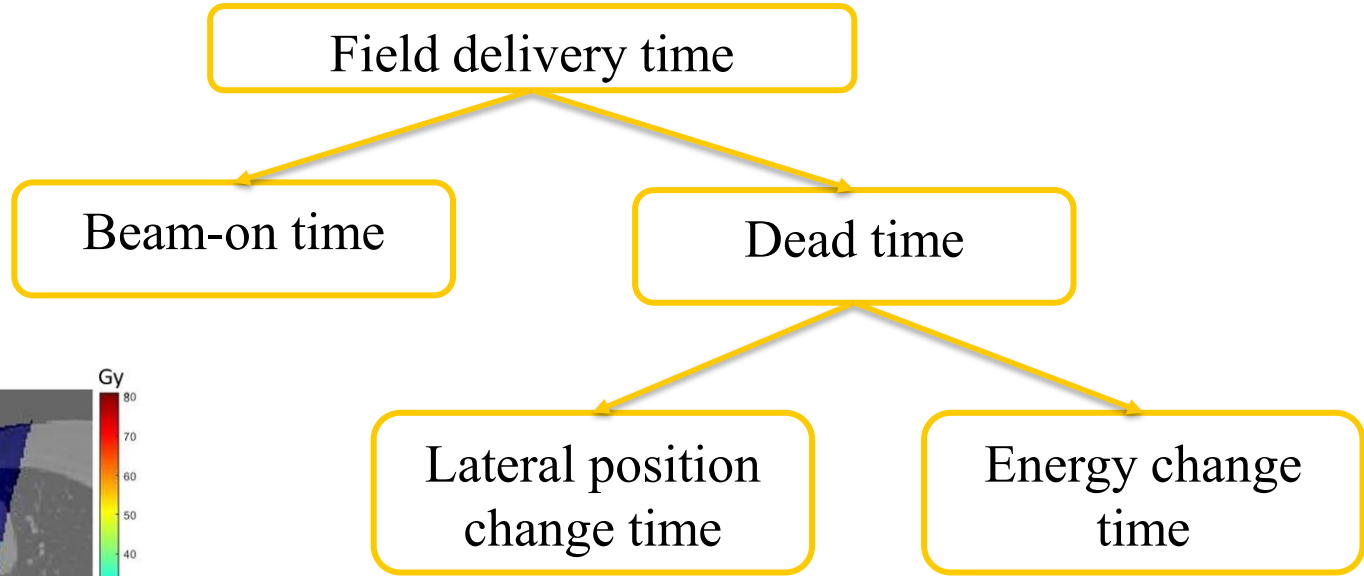 Field delivery time
Beam-on time
Dead time
Lateral position
change time
Energy change
time
Gy
80
70
60
50
40